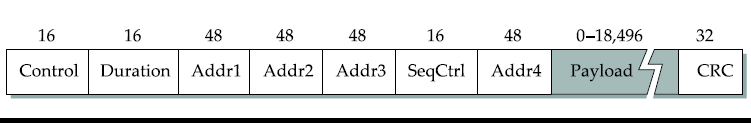 16 16 48 48 48 16 48 0–18,496 32
Control Duration Addr1 Addr2 Addr3 SeqCtrl Addr4 Payload CRC